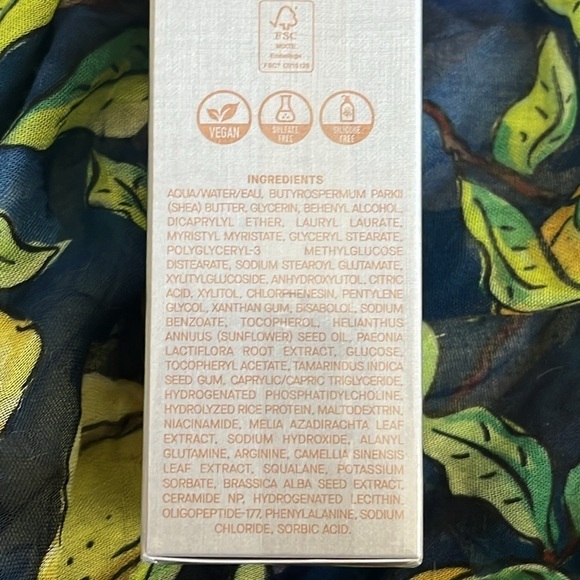 FSC
MIXTE
Emballage
VEGAN
SULFATE
FREE
SILICONE
FREE
INGREDIENTS
AQUA/WATER/EAU, BUTYROSPERMUM PARKII
(SHEA) BUTTER, GLYCERIN, BEHENYL ALCOHOL,
DICAPRYLYL ETHER, LAURYL LAURATE,
MYRISTYL MYRISTATE, GLYCERYL STEARATE,
POLYGLYCERYL-3 METHYLGLUCOSE
DISTEARATE, SODIUM STEAROYL GLUTAMATE,
XYLITYLGLUCOSIDE, ANHYDROXYLITOL, CITRIC
ACID, XYLITOL, CHLORPHENESIN, PENTYLENE
GLYCOL, XANTHAN GUM, BISABOLOL, SODIUM
BENZOATE, TOCOPHEROL, HELIANTHUS
ANNUUS (SUNFLOWER) SEED OIL, PAEONIA
LACTIFLORA ROOT EXTRACT, GLUCOSE,
TOCOPHERYL ACETATE, TAMARINDUS INDICA
SEED GUM, CAPRYLIC/CAPRIC TRIGLYCERIDE,
HYDROGENATED PHOSPHATIDYLCHOLINE,
HYDROLYZED RICE PROTEIN, MALTODEXTRIN,
NIACINAMIDE, MELIA AZADIRACHTA LEAF
EXTRACT, SODIUM HYDROXIDE, ALANYL
GLUTAMINE, ARGININE, CAMELLIA SINENSIS
LEAF EXTRACT, SQUALANE, POTASSIUM
SORBATE, BRASSICA ALBA SEED EXTRACT,
CERAMIDE NP, HYDROGENATED LECITHIN,
OLIGOPEPTIDE-177, PHENYLALANINE, SODIUM
CHLORIDE, SORBIC ACID.